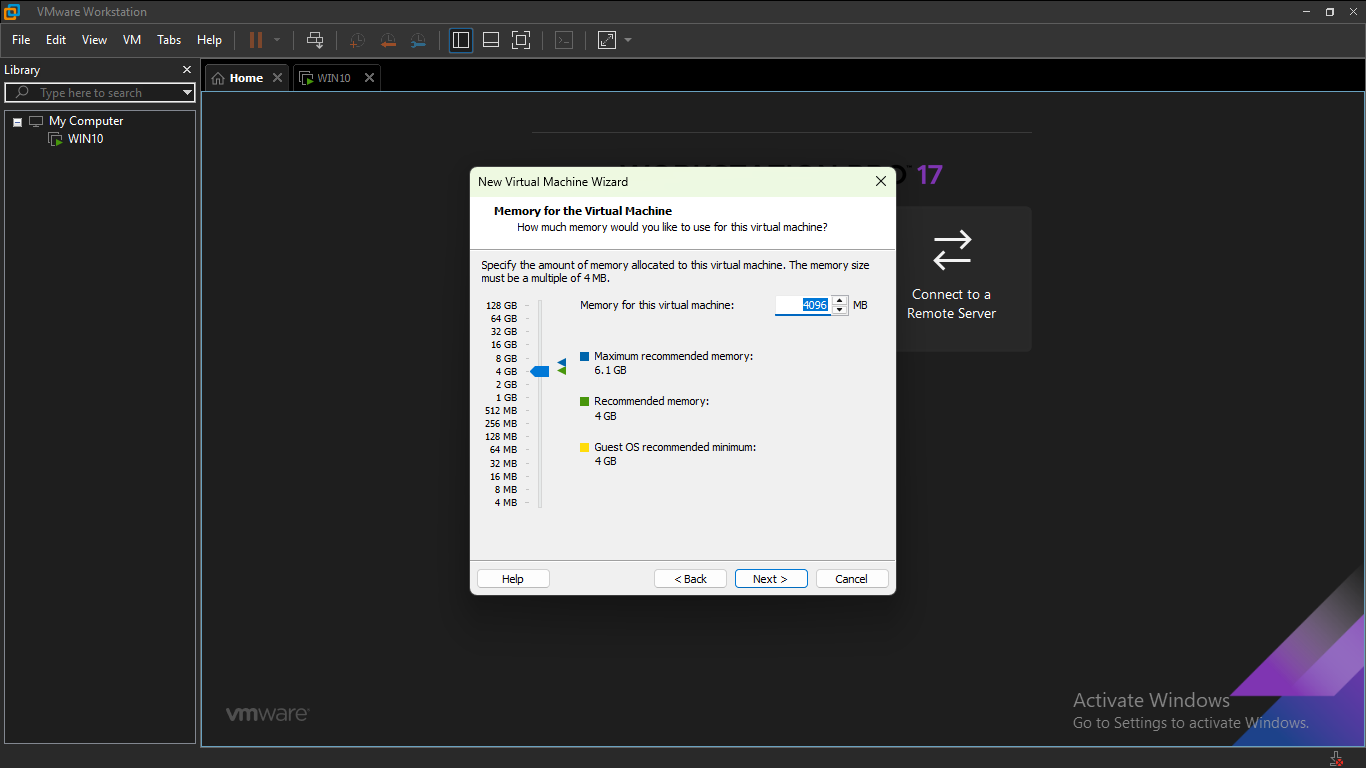 VMware Workstation
File Edit View VM Tabs Help
Library
Type here to search
My Computer
WIN10
Home
WIN10
17
New Virtual Machine Wizard
Memory for the Virtual Machine
How much memory would you like to use for this virtual machine?
Specify the amount of memory allocated to this virtual machine. The memory size
must be a multiple of 4 MB.
128 GB
64 GB
32 GB
16 GB
8 GB
4 GB
2 GB
1 GB
512 MB
256 MB
128 MB
64 MB
32 MB
16 MB
8 MB
4 MB
Memory for this virtual machine: 4096 MB
Maximum recommended memory:
6.1 GB
Recommended memory:
4 GB
Guest OS recommended minimum:
4 GB
Help < Back Next > Cancel
Connect to a
Remote Server
vmware
Activate Windows
Go to Settings to activate Windows.